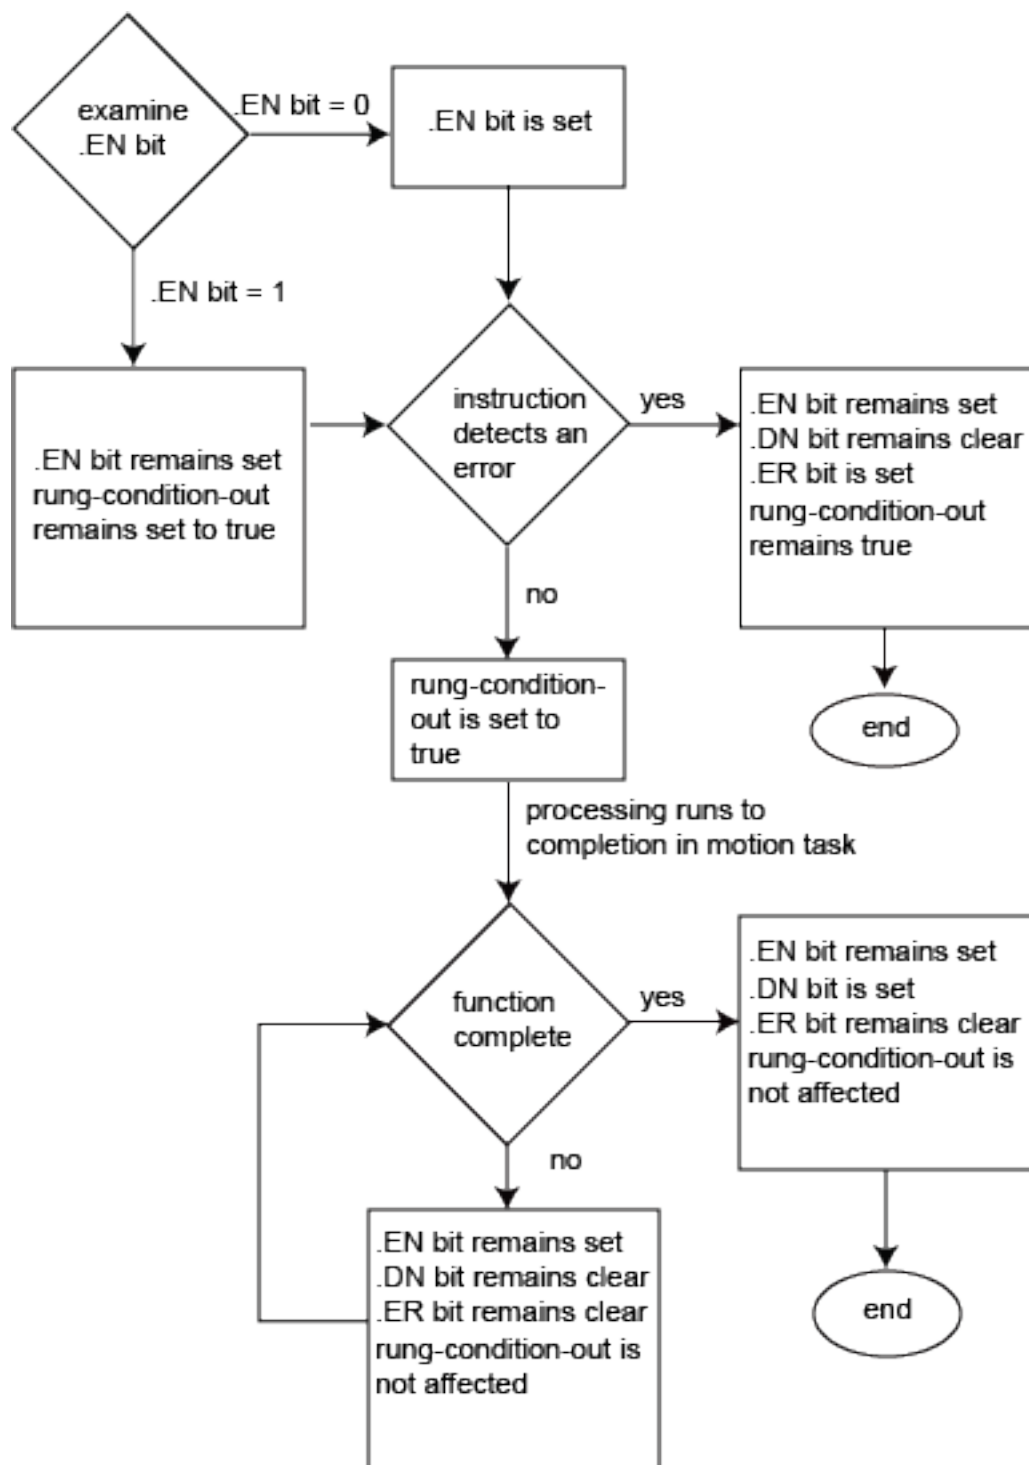 examine
.EN bit
.EN bit = 0
.EN bit is set
.EN bit = 1
.EN bit remains set
rung-condition-out
remains set to true
instruction
detects an
error
yes
.EN bit remains set
.DN bit remains clear
.ER bit is set
rung-condition-out
remains true
end
no
rung-condition-
out is set to
true
processing runs to
completion in motion task
function
complete
yes
.EN bit remains set
.DN bit is set
.ER bit remains clear
rung-condition-out is
not affected
end
no
.EN bit remains set
.DN bit remains clear
.ER bit remains clear
rung-condition-out is
not affected